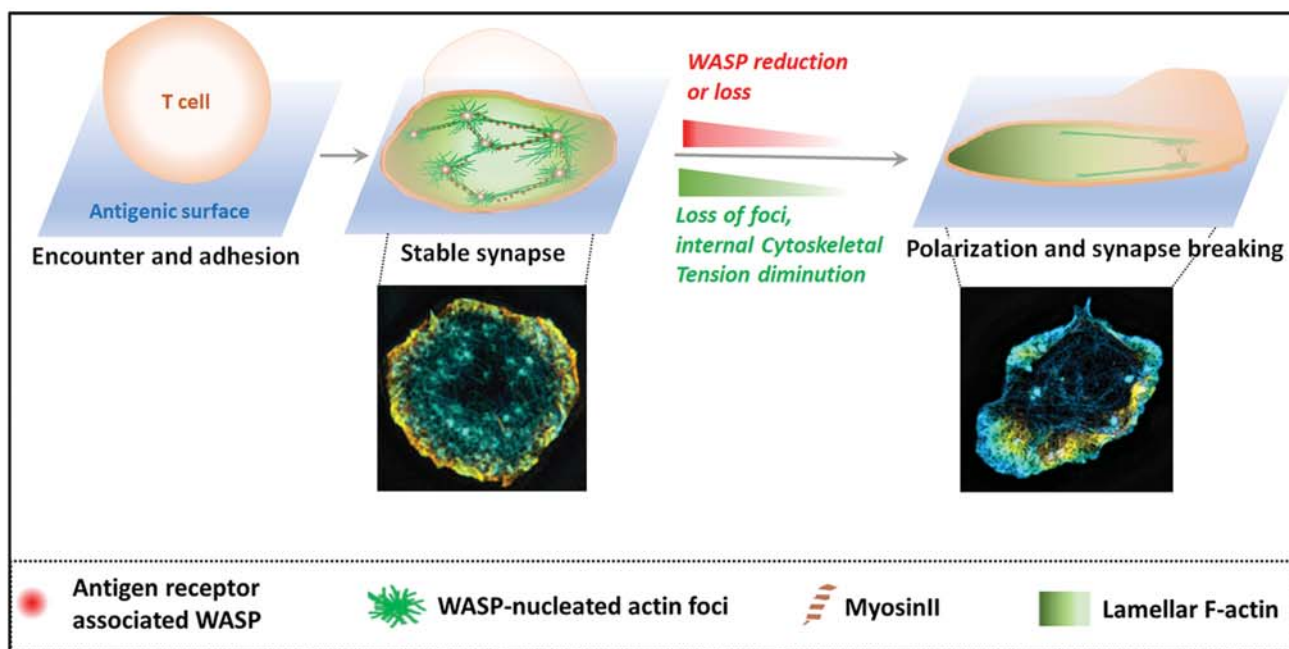 T cell
Antigenic surface
Encounter and adhesion
Stable synapse
WASP reduction
or loss
Loss of foci,
internal Cytoskeletal
Tension diminution
Polarization and synapse breaking
Antigen receptor
associated WASP
WASP-nucleated actin foci
MyosinII
Lamellar F-actin